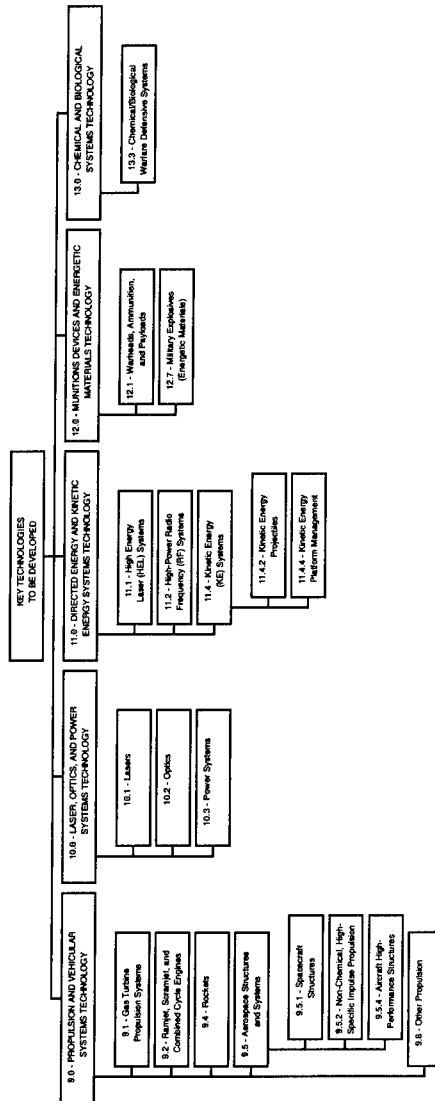 KEY TECHNOLOGIES
TO BE DEVELOPED
9.0 - PROPULSION AND VEHICULAR
SYSTEMS TECHNOLOGY
9.1 - Gas Turbine
Propulsion Systems
9.2 - Ramjet, Scramjet, and
Combined Cycle Engines
9.4 - Rockets
9.5 - Aerospace Structures
and Systems
9.5.1 - Spacecraft
Structures
9.5.2 - Non-Chemical, High-
Specific Impulse Propulsion
9.5.4 - Aircraft High-
Performance Structures
9.8 - Other Propulsion
10.0 - LASER, OPTICS, AND POWER
SYSTEMS TECHNOLOGY
10.1 - Lasers
10.2 - Optics
10.3 - Power Systems
11.0 - DIRECTED ENERGY AND KINETIC
ENERGY SYSTEMS TECHNOLOGY
11.1 - High Energy
Laser (HEL) Systems
11.2 - High-Power Radio
Frequency (RF) Systems
11.4 - Kinetic Energy
(KE) Systems
11.4.2 - Kinetic Energy
Projectiles
11.4.4 - Kinetic Energy
Platform Management
12.0 - MUNITIONS DEVICES AND ENERGETIC
MATERIALS TECHNOLOGY
12.1 - Warheads, Ammunition,
and Payloads
12.7 - Military Explosives
(Energetic Materials)
13.0 - CHEMICAL AND BIOLOGICAL
SYSTEMS TECHNOLOGY
13.3 - Chemical/Biological
Warfare Defensive Systems